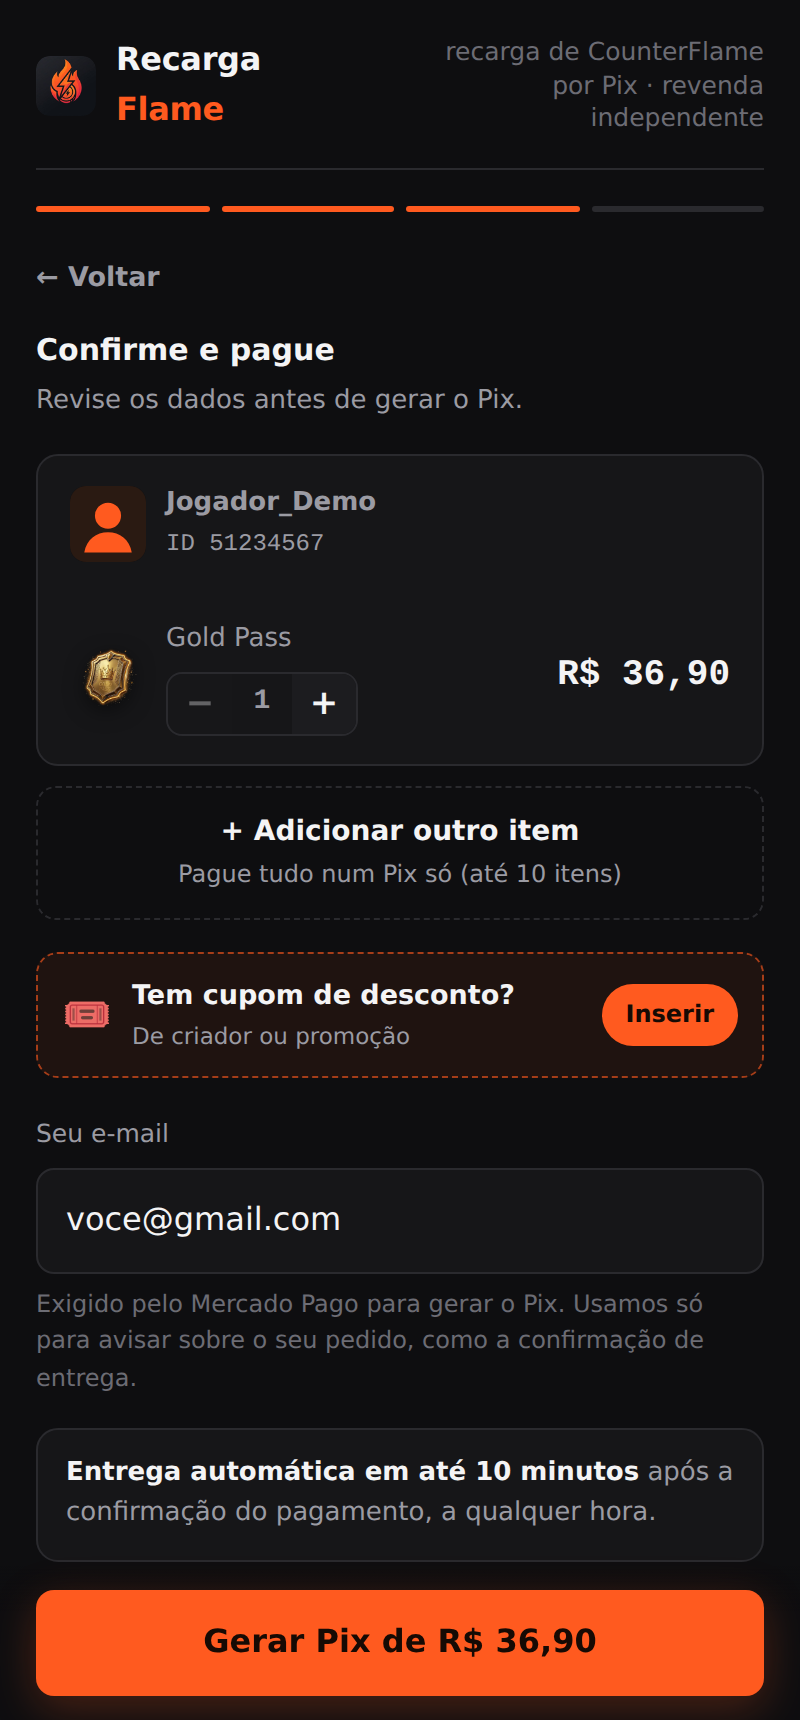 Recarga
Flame
recarga de CounterFlame
por Pix · revenda
independente
← Voltar
Confirme e pague
Revise os dados antes de gerar o Pix.
Jogador_Demo
ID 51234567
Gold Pass
− 1 +
R$ 36,90
+ Adicionar outro item
Pague tudo num Pix só (até 10 itens)
Tem cupom de desconto?
De criador ou promoção
Inserir
Seu e-mail
voce@gmail.com
Exigido pelo Mercado Pago para gerar o Pix. Usamos só
para avisar sobre o seu pedido, como a confirmação de
entrega.
Entrega automática em até 10 minutos após a
confirmação do pagamento, a qualquer hora.
Gerar Pix de R$ 36,90